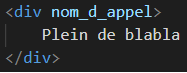 <div nom_d_appel>
    Plein de blabla
</div>